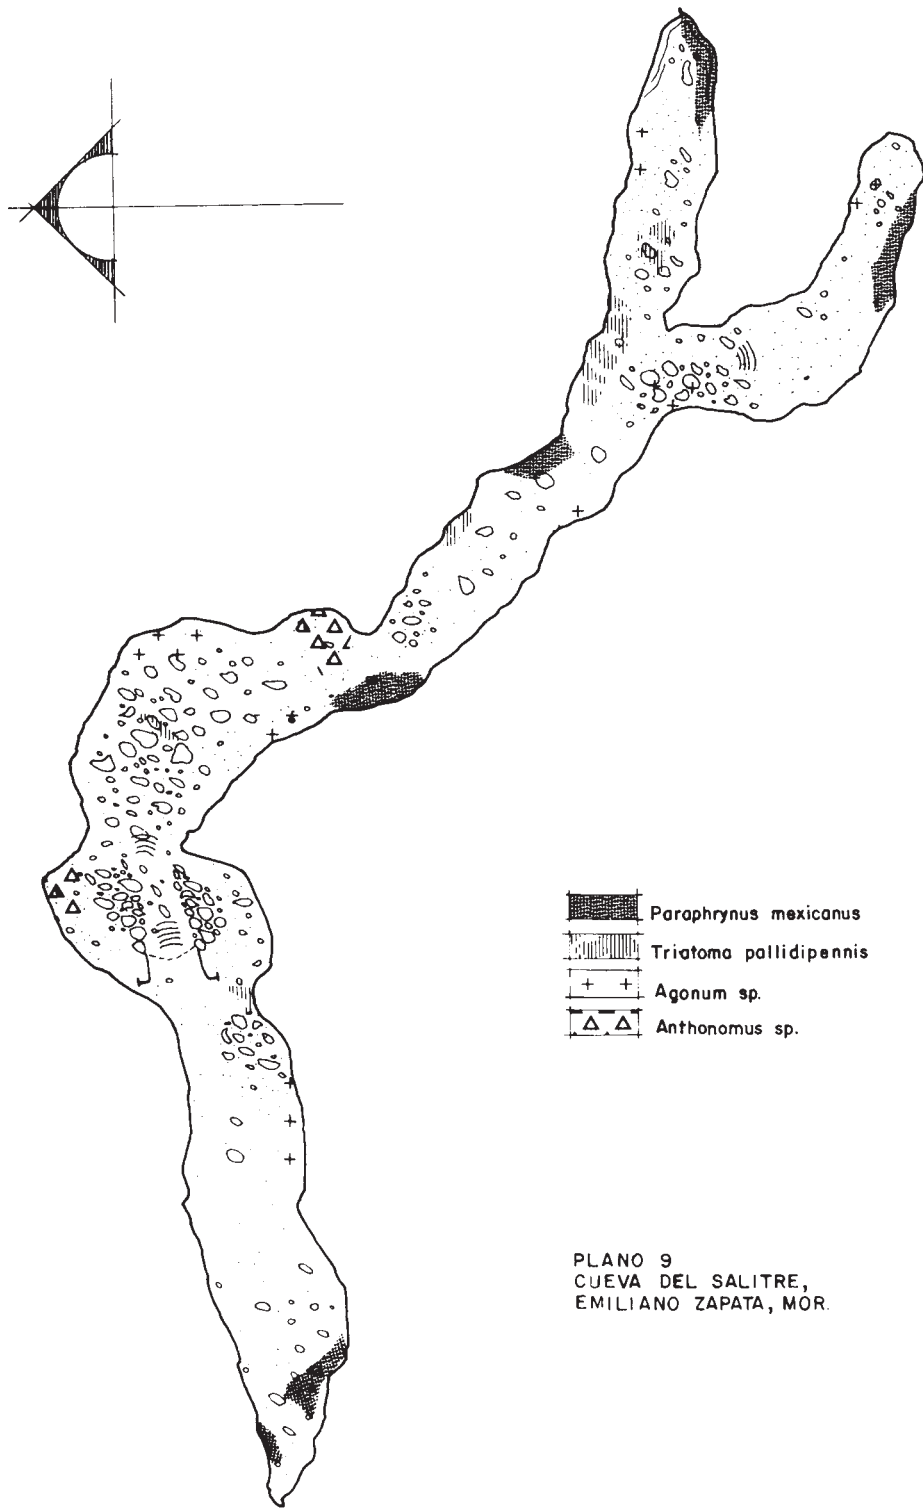 Paraphrynus mexicanus
Triatoma pallidipennis
Agonum sp.
Anthonomus sp.
PLANO 9
CUEVA DEL SALITRE,
EMILIANO ZAPATA, MOR.